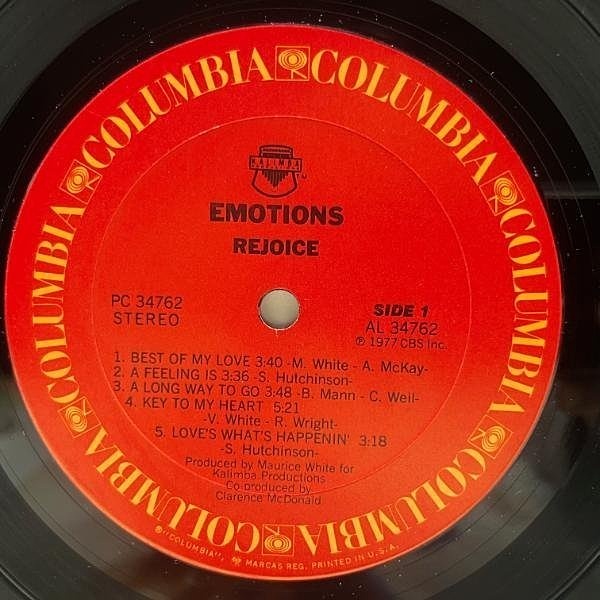 COLUMBIA COLUMBIA COLUMBIA COLUMBIA COLUMBIA COLUMBIA
KALIMBA
TM
EMOTIONS
REJOICE
PC 34762
STEREO
SIDE 1
AL 34762
℗ 1977 CBS Inc.
1. BEST OF MY LOVE 3:40 -M. White - A. McKay-
2. A FEELING IS 3:36 -S. Hutchinson-
3. A LONG WAY TO GO 3:48 -B. Mann - C. Weil-
4. KEY TO MY HEART 5:21
-V. White - R. Wright-
5. LOVE'S WHAT'S HAPPENIN' 3:18
-S. Hutchinson-
Produced by Maurice White for
Kalimba Productions
Co-produced by
Clarence McDonald
® "COLUMBIA", MARCAS REG. PRINTED IN U.S.A.